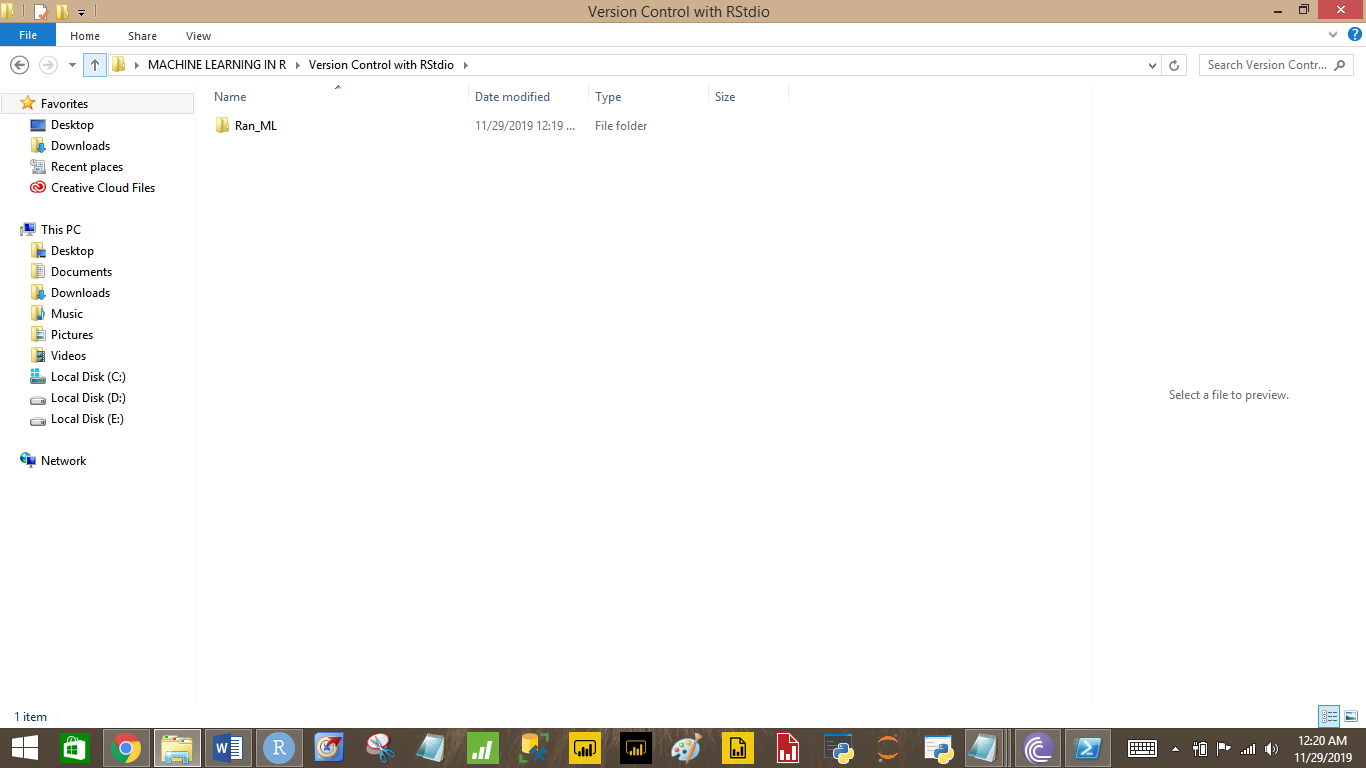 Version Control with RStdio
File Home Share View
MACHINE LEARNING IN R Version Control with RStdio Search Version Contr...
Name Date modified Type Size
Ran_ML 11/29/2019 12:19 ... File folder
Favorites
Desktop
Downloads
Recent places
Creative Cloud Files
This PC
Desktop
Documents
Downloads
Music
Pictures
Videos
Local Disk (C:)
Local Disk (D:)
Local Disk (E:)
Network
Select a file to preview.
1 item
12:20 AM
11/29/2019